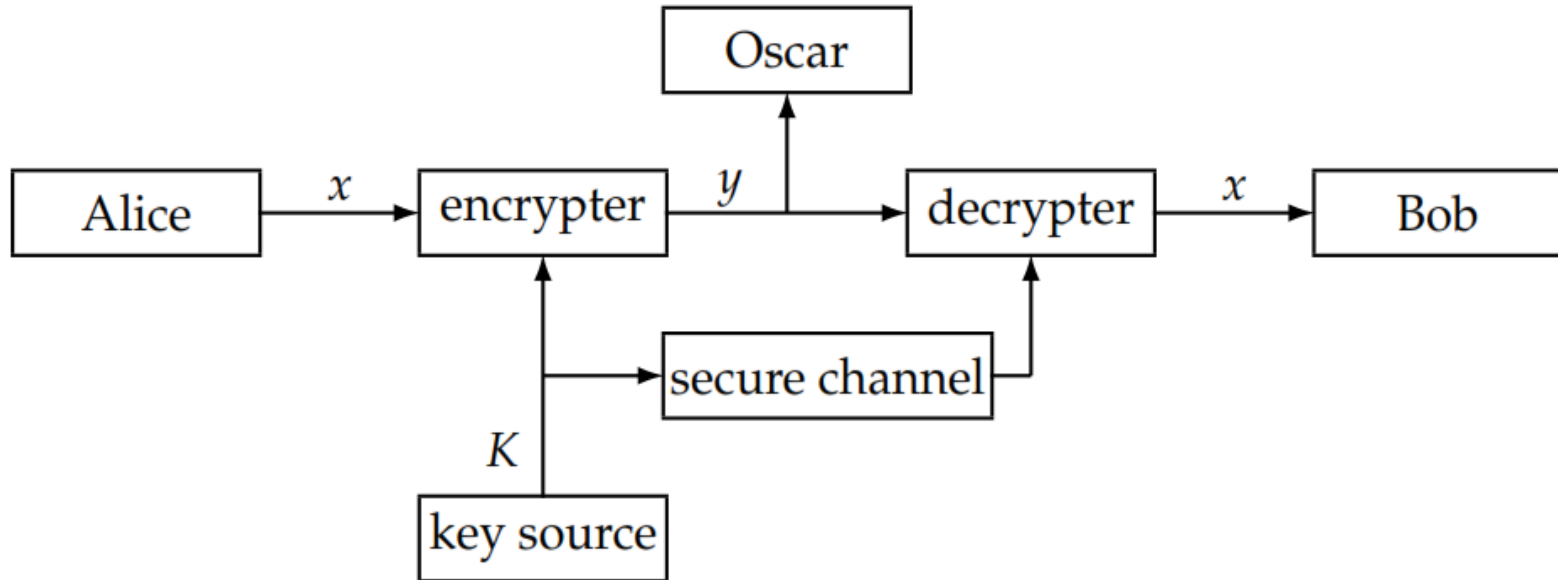 Oscar
Alice
x
encrypter
y
decrypter
x
Bob
secure channel
K
key source